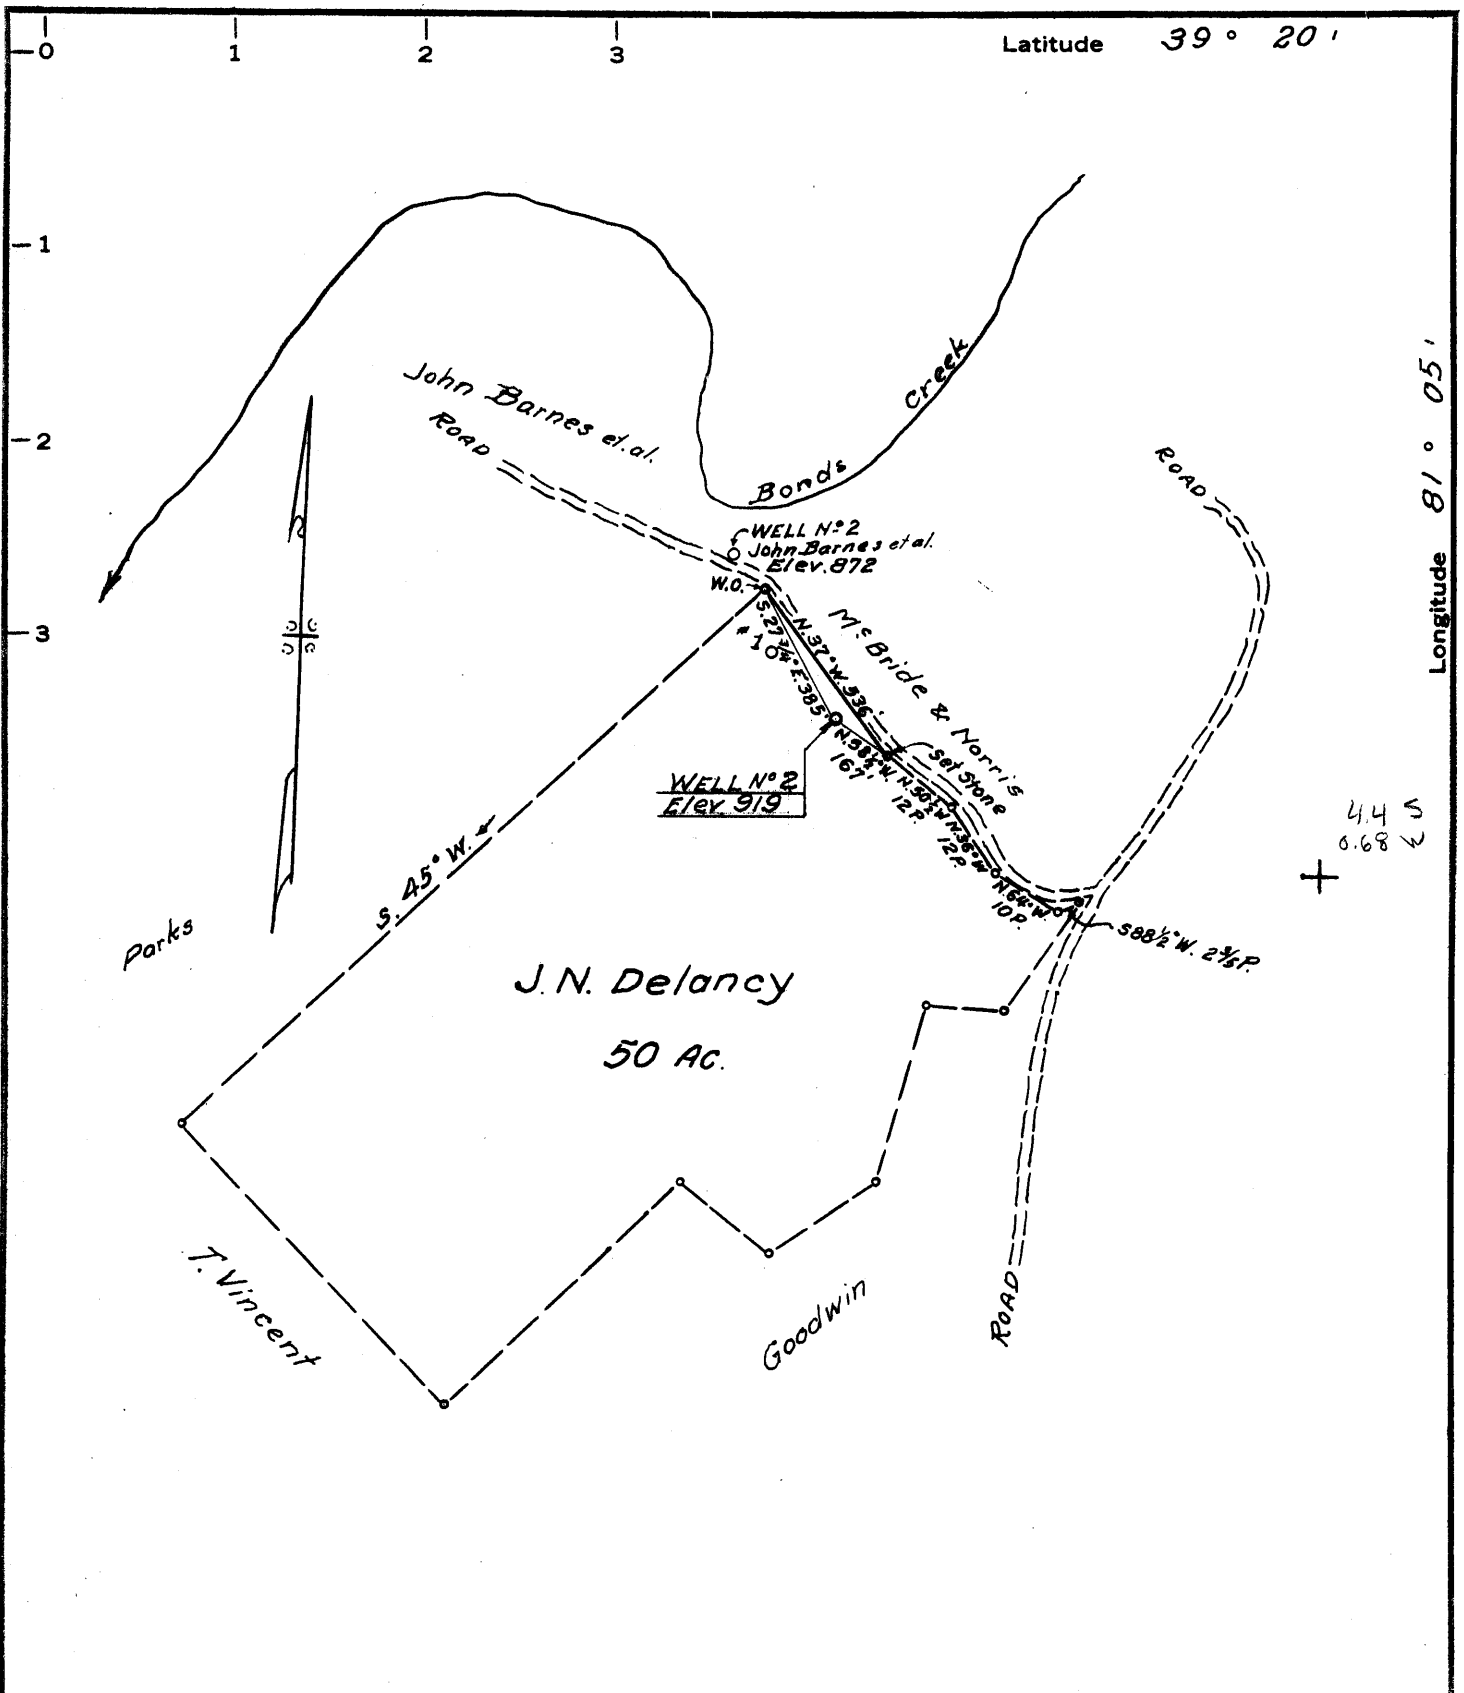 0
1
2
3
Latitude 39° 20'
1
2
3
Longitude 81° 05'
Bonds Creek
John Barnes et.al.
ROAD
ROAD
WELL Nº 2
John Barnes et al.
Elev. 872
W.O.
#1
S.27¾° E. 385'
N.37° W. 536'
McBride & Norris
Set Stone
WELL Nº 2
Elev 919
167'
N.50½ W
12 P.
N.36° W
12 P.
N.64° W.
10 P.
S88½° W. 2⅗ P.
4.4 S
0.68 W
S. 45° W.
Parks
J.N. Delancy
50 Ac.
T. Vincent
Goodwin
ROAD